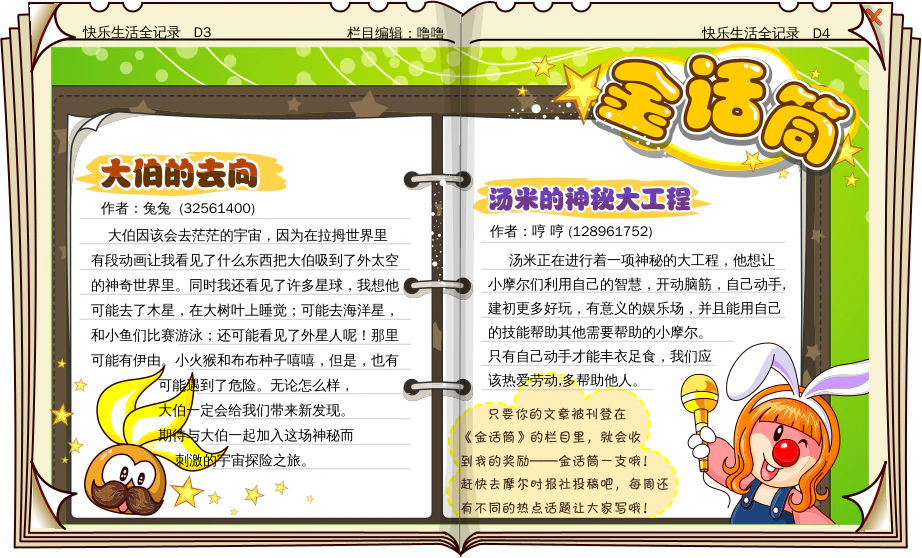 快乐生活全记录 D3
栏目编辑：噜噜
快乐生活全记录 D4
金话筒
大伯的去向
作者：兔兔 (32561400)
大伯因该会去茫茫的宇宙，因为在拉姆世界里
有段动画让我看见了什么东西把大伯吸到了外太空
的神奇世界里。同时我还看见了许多星球，我想他
可能去了木星，在大树叶上睡觉；可能去海洋星，
和小鱼们比赛游泳；还可能看见了外星人呢！那里
可能有伊由。小火猴和布布种子嘻嘻，但是，也有
可能遇到了危险。无论怎么样，
大伯一定会给我们带来新发现。
期待与大伯一起加入这场神秘而
刺激的宇宙探险之旅。
汤米的神秘大工程
作者：哼 哼 (128961752)
汤米正在进行着一项神秘的大工程，他想让
小摩尔们利用自己的智慧，开动脑筋，自己动手,
建初更多好玩，有意义的娱乐场，并且能用自己
的技能帮助其他需要帮助的小摩尔。
只有自己动手才能丰衣足食，我们应
该热爱劳动,多帮助他人。
只要你的文章被刊登在
《金话筒》的栏目里，就会收
到我的奖励——金话筒一支哦！
赶快去摩尔时报社投稿吧，每周还
有不同的热点话题让大家写哦！